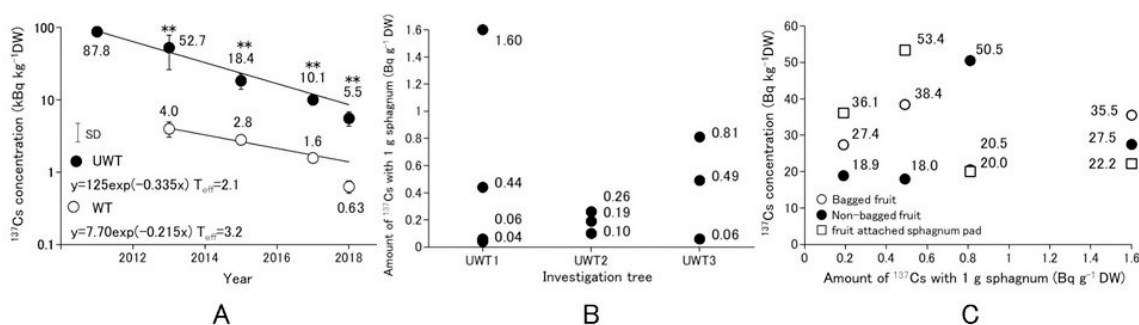 ¹³⁷Cs concentration (kBq kg⁻¹DW)
100
10
1
0.1
87.8
**
52.7
**
18.4
**
10.1
**
5.5
4.0
2.8
1.6
0.63
SD
UWT
y=125exp(−0.335x) Teff=2.1
WT
y=7.70exp(−0.215x) Teff=3.2
2012 2014 2016 2018
Year
A
Amount of ¹³⁷Cs with 1 g sphagnum (Bq g⁻¹ DW)
1.6
1.4
1.2
1
0.8
0.6
0.4
0.2
0
1.60
0.44
0.06
0.04
0.26
0.19
0.10
0.81
0.49
0.06
UWT1 UWT2 UWT3
Investigation tree
B
¹³⁷Cs concentration (Bq kg⁻¹DW)
60
50
40
30
20
10
0
53.4
50.5
36.1
38.4
35.5
27.4
27.5
20.5
18.9
18.0
20.0
22.2
Bagged fruit
Non-bagged fruit
fruit attached sphagnum pad
0 0.2 0.4 0.6 0.8 1.0 1.2 1.4 1.6
Amount of ¹³⁷Cs with 1 g sphagnum (Bq g⁻¹ DW)
C